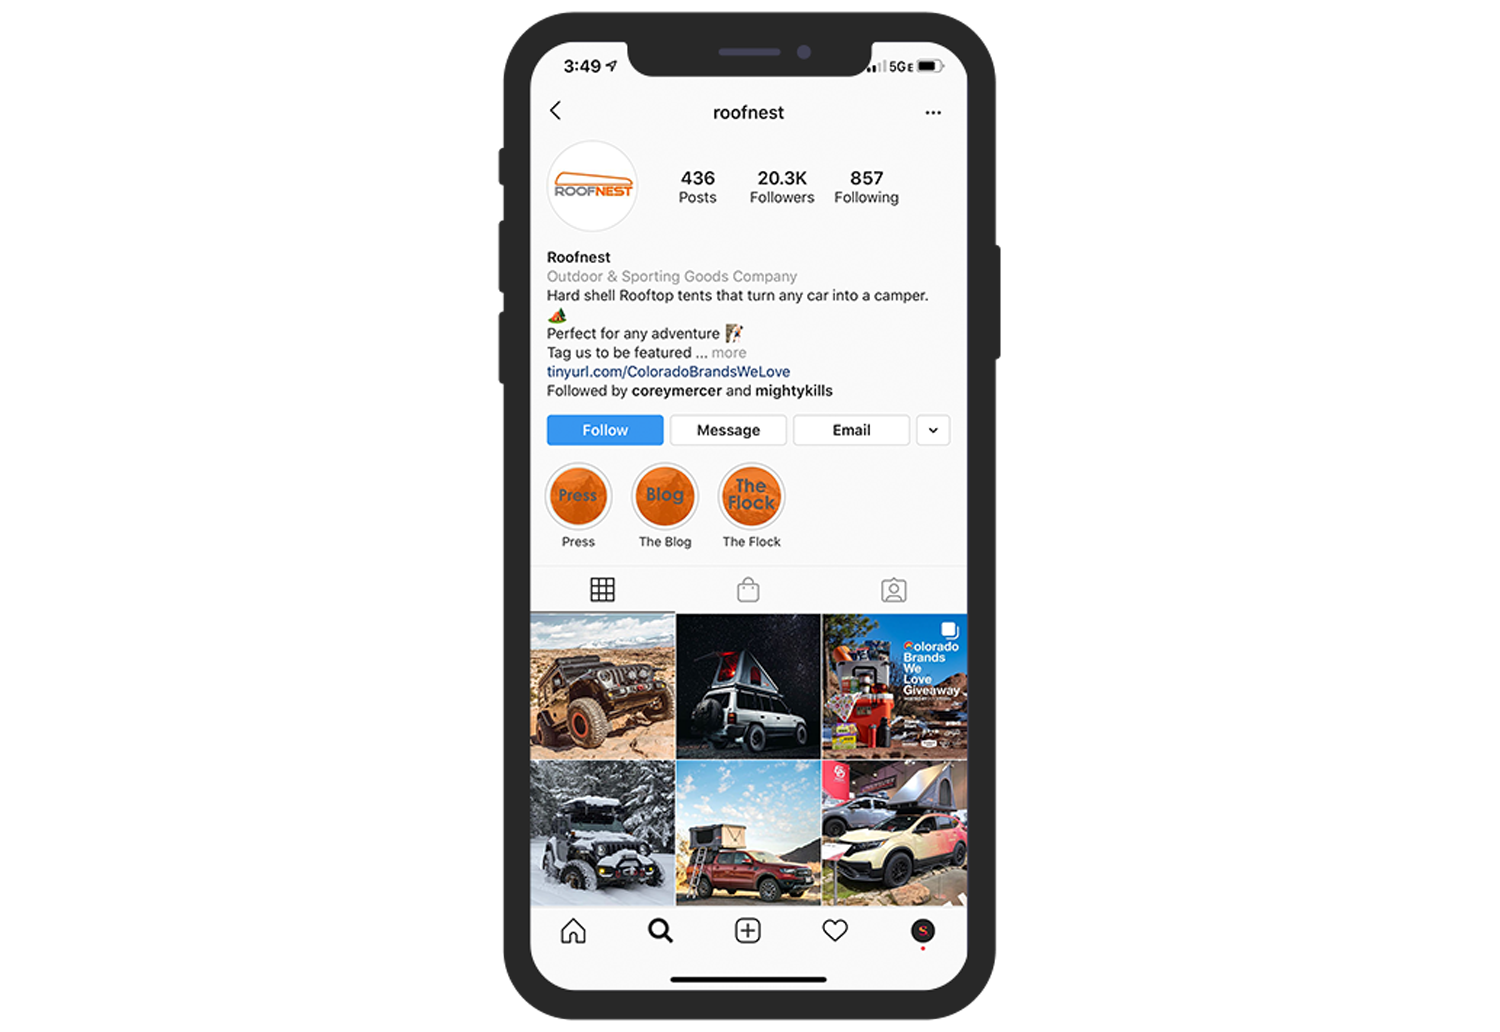 3:49
5GE
roofnest
ROOFNEST
436
20.3K
857
Posts
Followers
Following
Roofnest
Outdoor & Sporting Goods Company
Hard shell Rooftop tents that turn any car into a camper.
Perfect for any adventure
Tag us to be featured ... more
tinyurl.com/ColoradoBrandsWeLove
Followed by coreymercer and mightykills
Follow
Message
Email
Press
Blog
The
Flock
Press
The Blog
The Flock
Colorado
Brands
We
Love
Giveaway
S